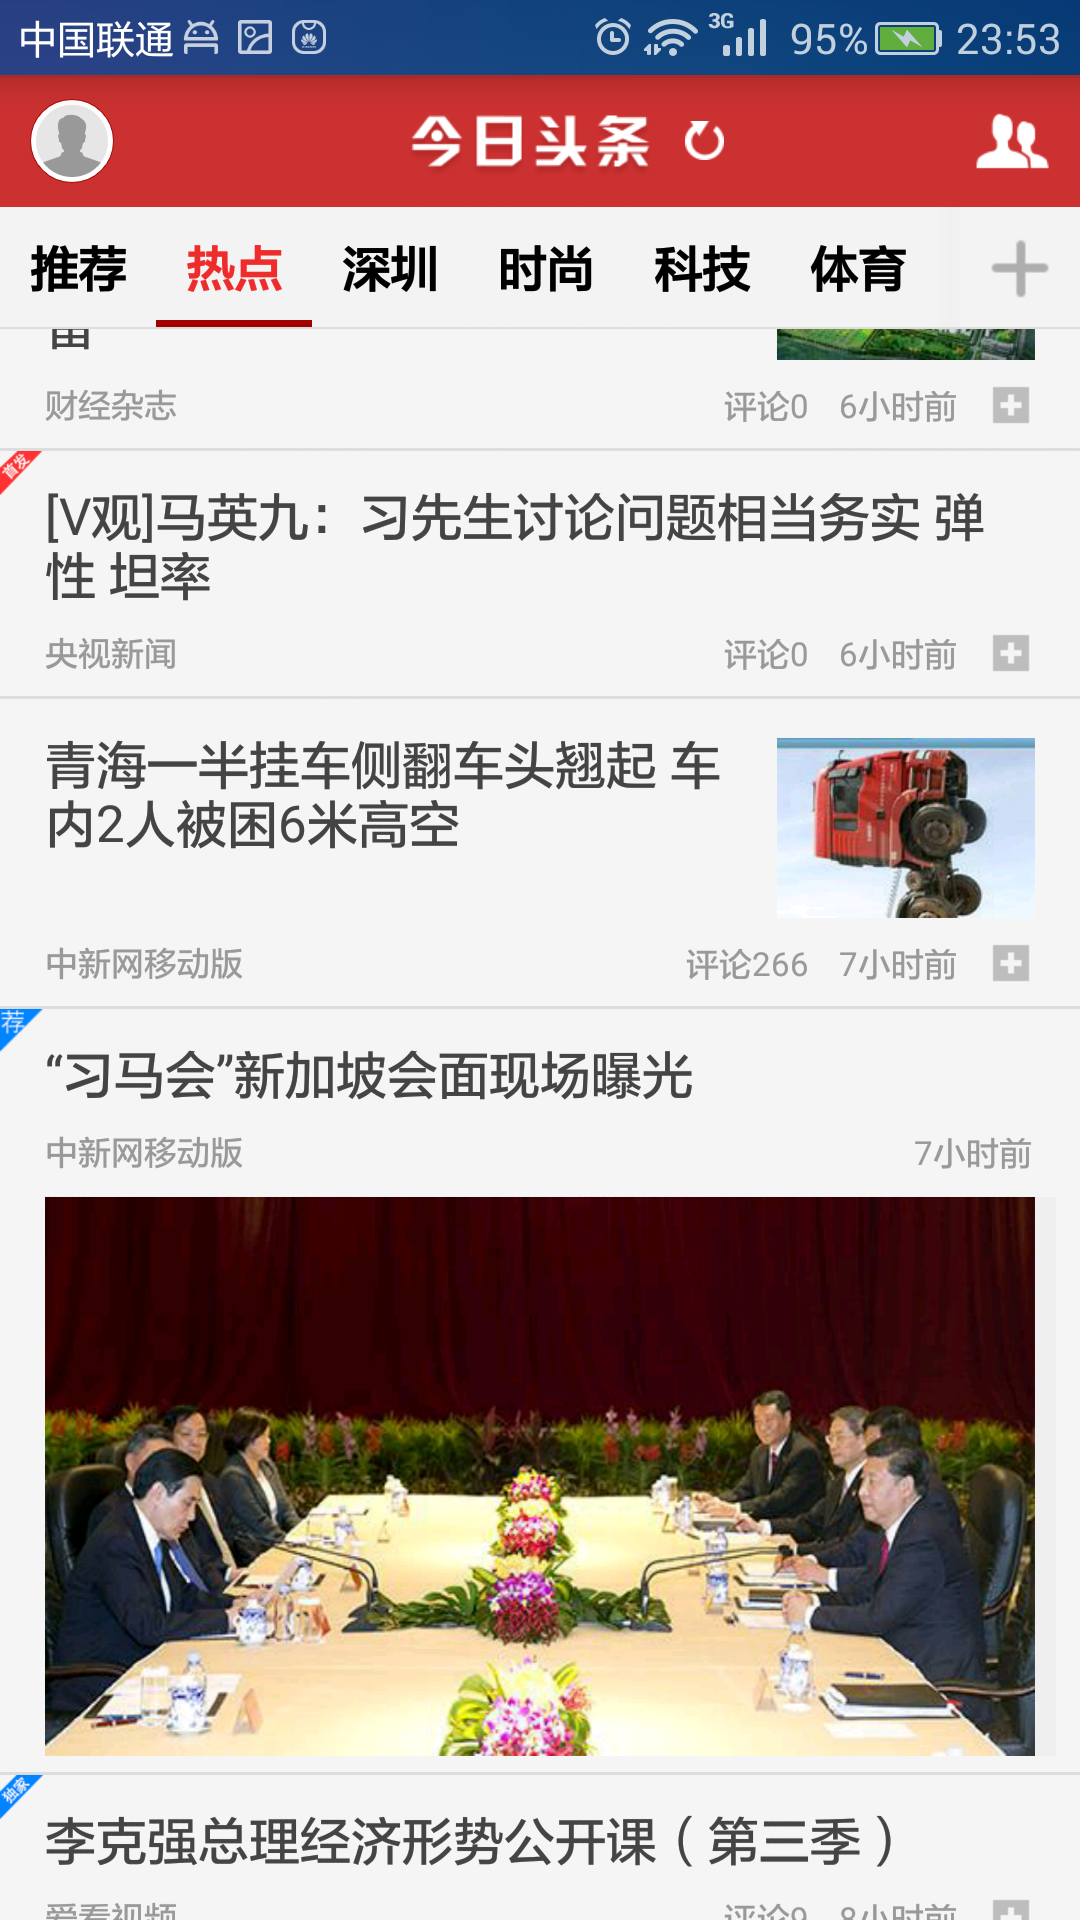 中国联通 3G 95% 23:53
今日头条
推荐 热点 深圳 时尚 科技 体育
财经杂志 评论0 6小时前
首发
[V观]马英九：习先生讨论问题相当务实 弹
性 坦率
央视新闻 评论0 6小时前
青海一半挂车侧翻车头翘起 车
内2人被困6米高空
中新网移动版 评论266 7小时前
荐
“习马会”新加坡会面现场曝光
中新网移动版 7小时前
独家
李克强总理经济形势公开课（第三季）
爱看视频 评论9 8小时前